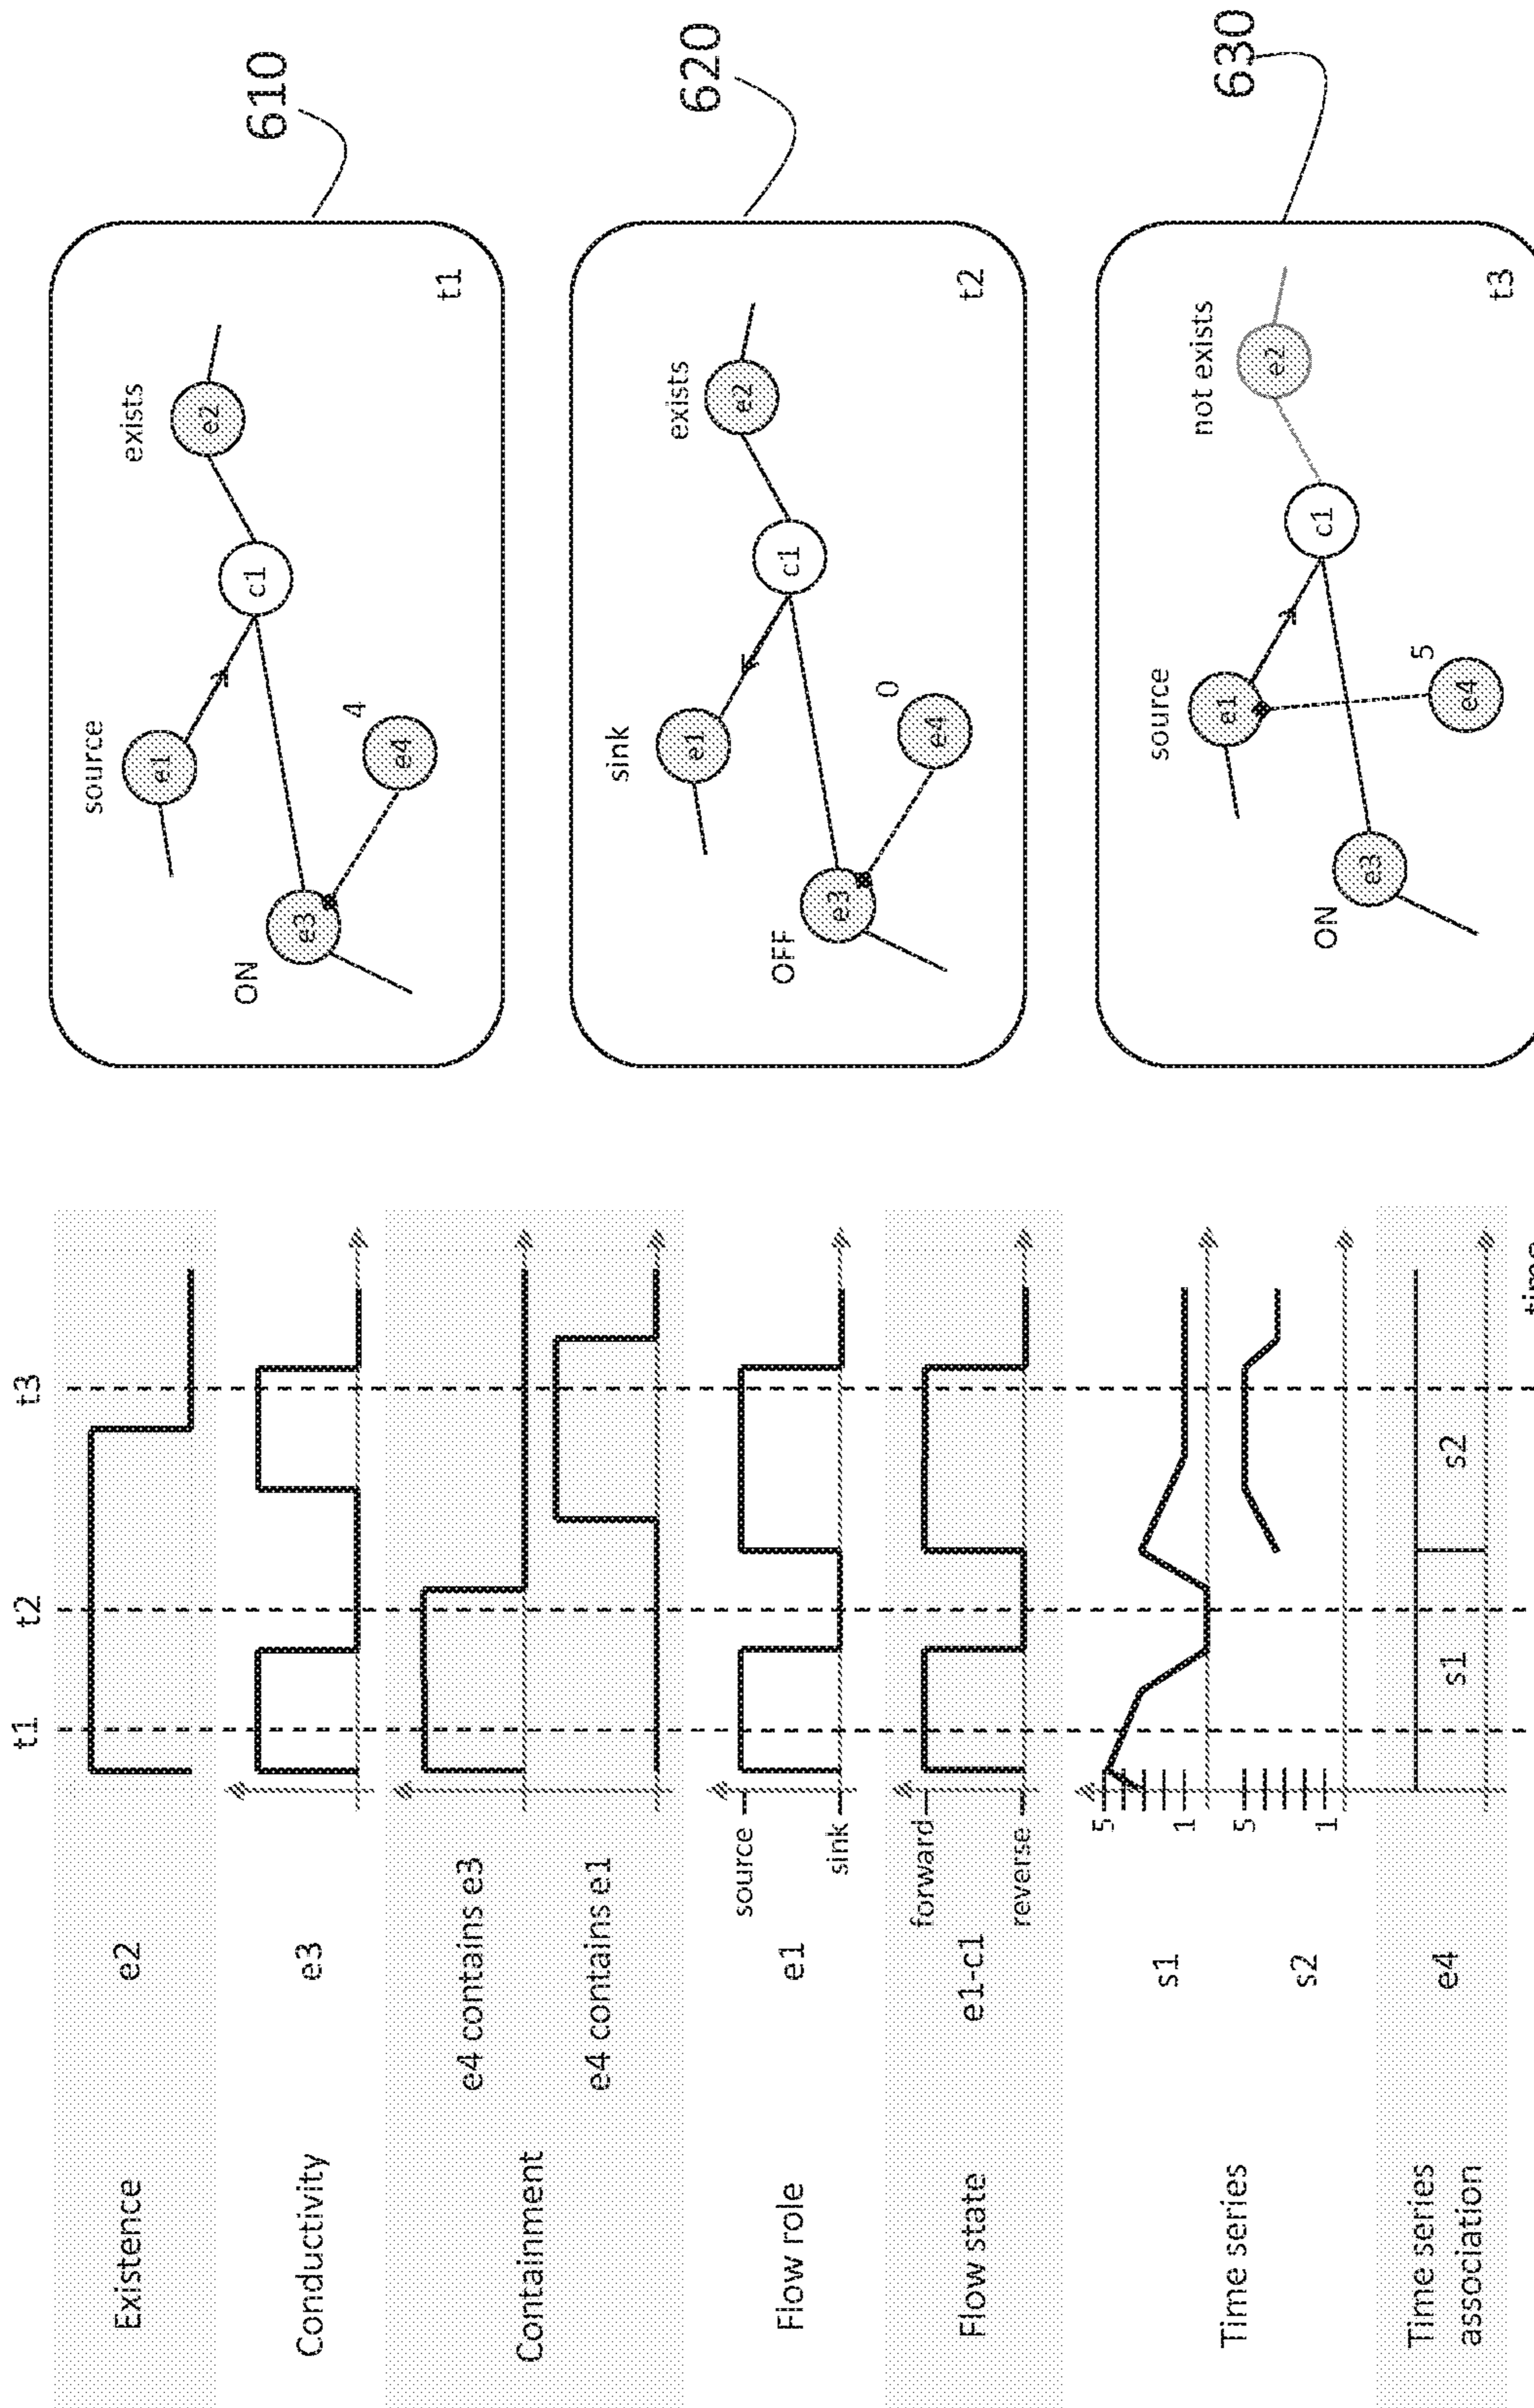 t1
t2
t3
Existence
e2
Conductivity
e3
Containment
e4 contains e3
e4 contains e1
Flow role
e1
source
sink
Flow state
e1-c1
forward
reverse
Time series
s1
5
1
s2
5
1
Time series
association
e4
s1
s2
time
610
source
exists
e1
e2
c1
ON
e3
4
e4
t1
620
sink
exists
e1
e2
c1
OFF
e3
0
e4
t2
630
source
not exists
e1
e2
c1
ON
e3
5
e4
t3